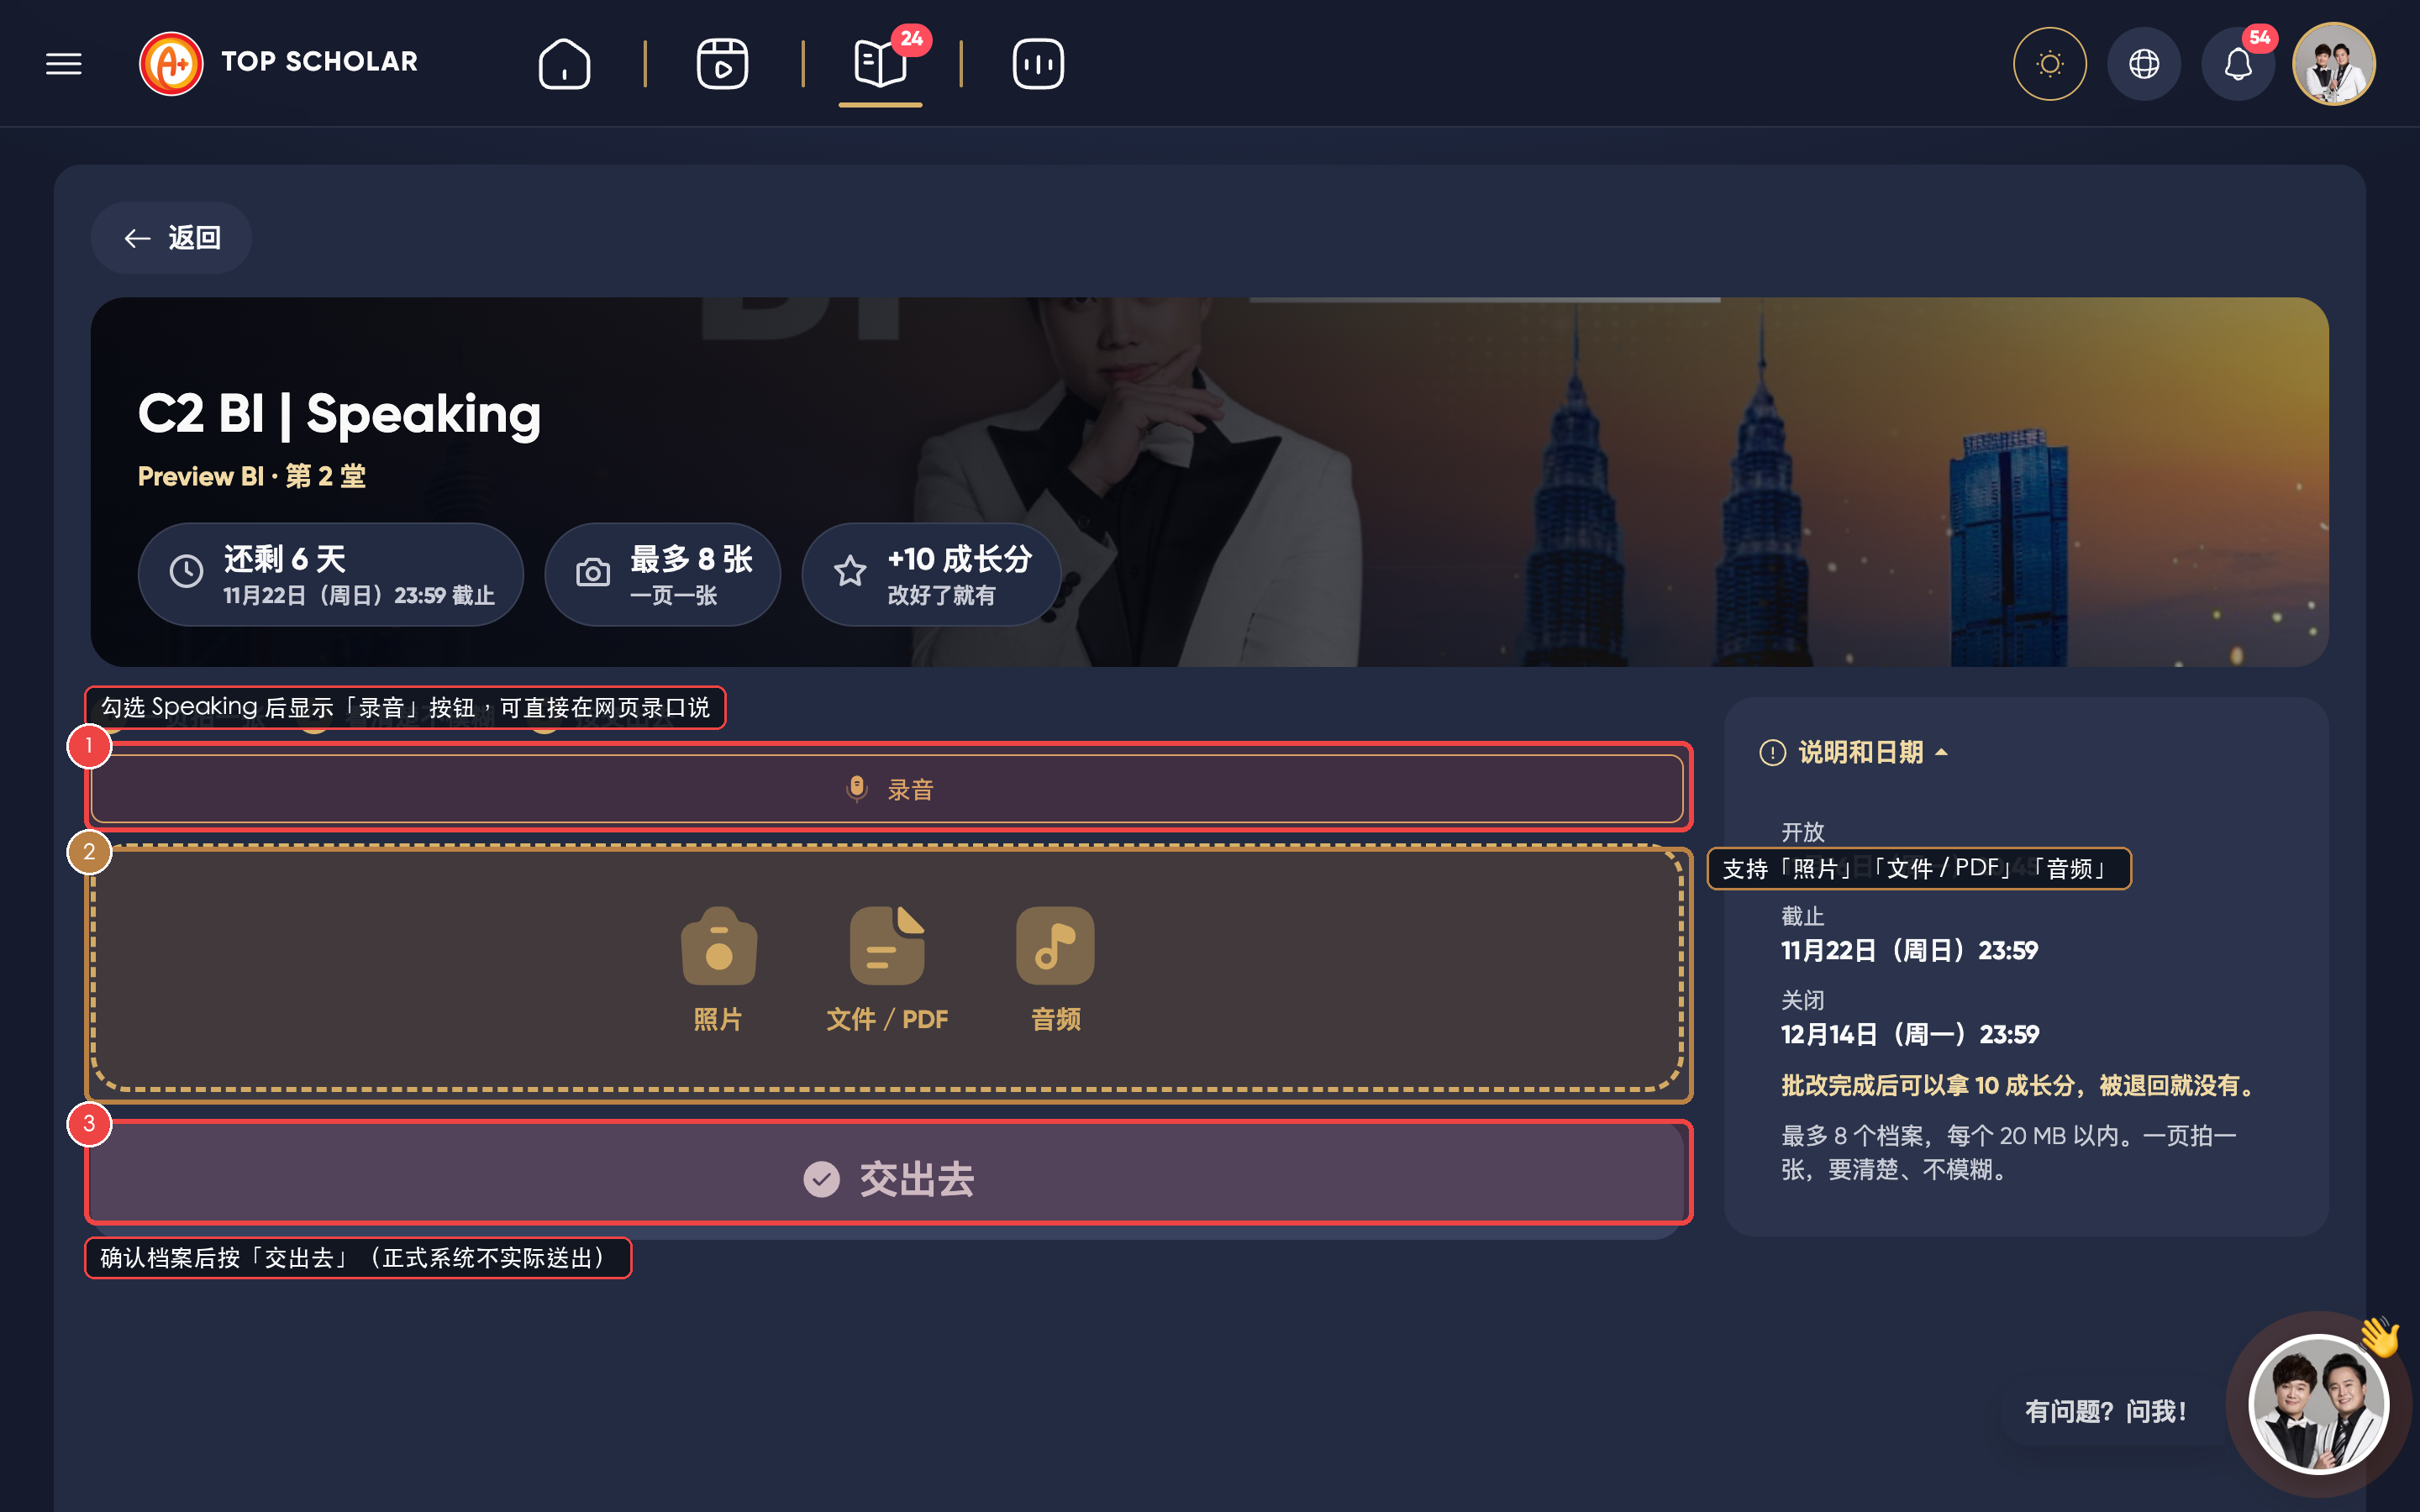 TOP SCHOLAR
24
54
返回
C2 BI | Speaking
Preview BI · 第 2 堂
还剩 6 天
11月22日（周日）23:59 截止
最多 8 张
一页一张
+10 成长分
改好了就有
勾选 Speaking 后显示「录音」按钮，可直接在网页录口说
1
录音
2
照片
文件 / PDF
音频
3
交出去
确认档案后按「交出去」（正式系统不实际送出）
说明和日期
开放
支持「照片」「文件 / PDF」「音频」
截止
11月22日（周日）23:59
关闭
12月14日（周一）23:59
批改完成后可以拿 10 成长分，被退回就没有。
最多 8 个档案，每个 20 MB 以内。一页拍一
张，要清楚、不模糊。
有问题？问我！